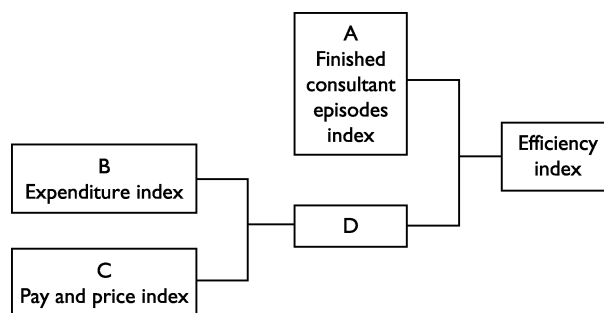 A
Finished
consultant
episodes
index
Efficiency
index
B
Expenditure index
D
C
Pay and price index